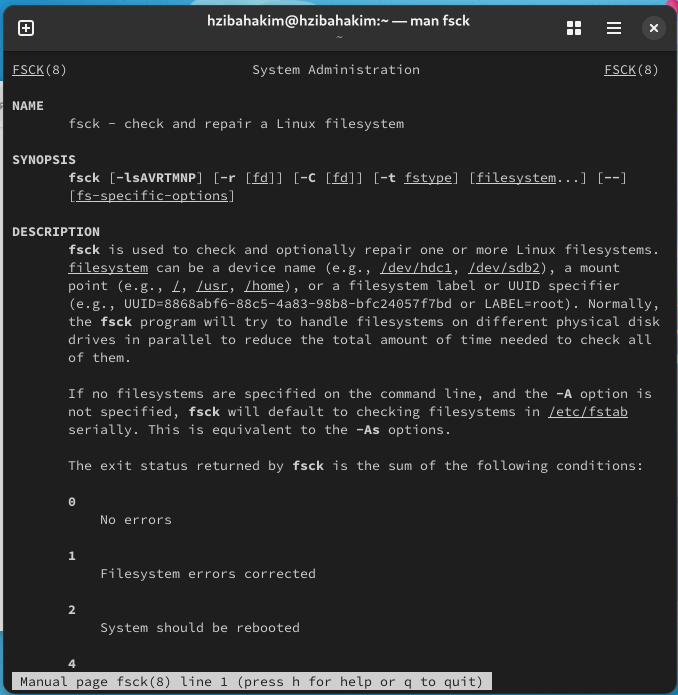 hzibahakim@hzibahakim:~ — man fsck
~
FSCK(8) System Administration FSCK(8)
NAME
fsck - check and repair a Linux filesystem
SYNOPSIS
fsck [-lsAVRTMNP] [-r [fd]] [-C [fd]] [-t fstype] [filesystem...] [--]
[fs-specific-options]
DESCRIPTION
fsck is used to check and optionally repair one or more Linux filesystems.
filesystem can be a device name (e.g., /dev/hdc1, /dev/sdb2), a mount
point (e.g., /, /usr, /home), or a filesystem label or UUID specifier
(e.g., UUID=8868abf6-88c5-4a83-98b8-bfc24057f7bd or LABEL=root). Normally,
the fsck program will try to handle filesystems on different physical disk
drives in parallel to reduce the total amount of time needed to check all
of them.
If no filesystems are specified on the command line, and the -A option is
not specified, fsck will default to checking filesystems in /etc/fstab
serially. This is equivalent to the -As options.
The exit status returned by fsck is the sum of the following conditions:
0
No errors
1
Filesystem errors corrected
2
System should be rebooted
4
Manual page fsck(8) line 1 (press h for help or q to quit)